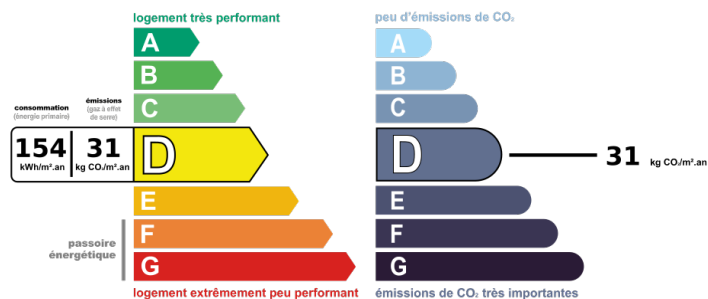 logement très performant
A
B
C
consommation
(énergie primaire)
émissions
(gaz à effet
de serre)
154
kWh/m².an
31
kg CO₂/m².an
D
E
F
G
passoire
énergétique
logement extrêmement peu performant
peu d'émissions de CO₂
A
B
C
D
31 kg CO₂/m².an
E
F
G
émissions de CO₂ très importantes